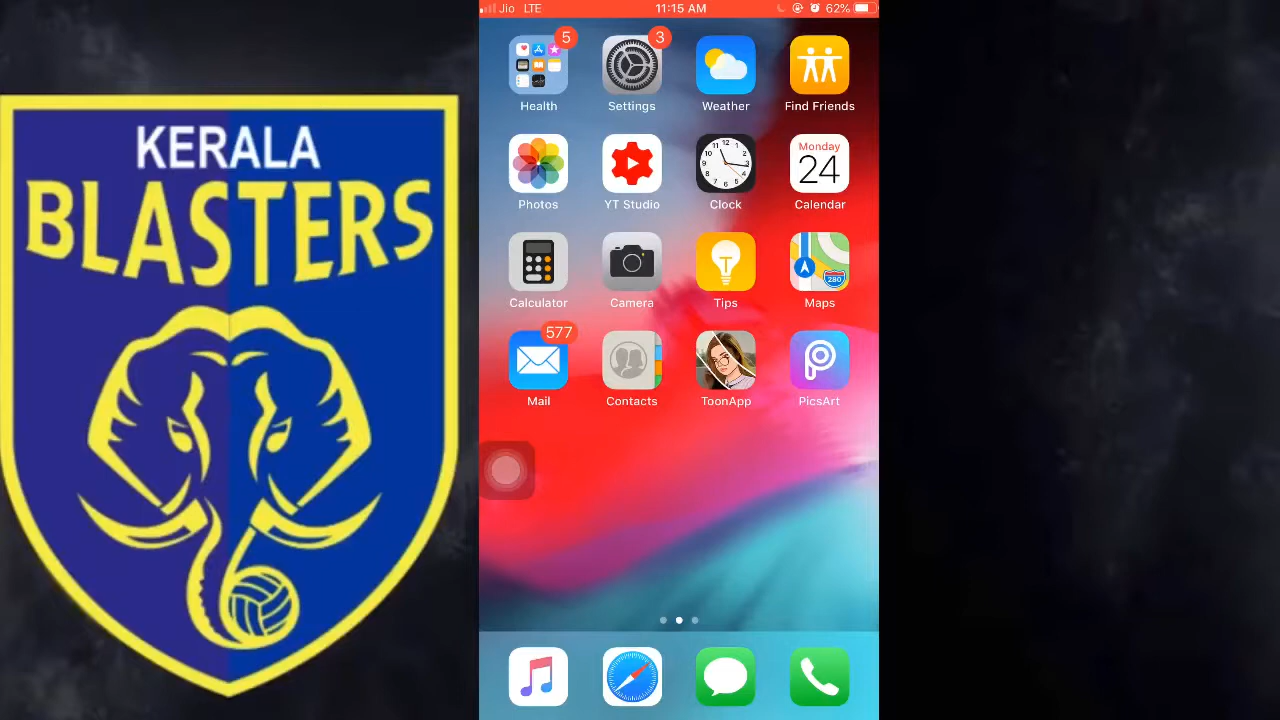 KERALA
BLASTERS
Jio LTE 11:15 AM 62%
5 3
Health Settings Weather Find Friends
Monday
24
Photos YT Studio Clock Calendar
280
Calculator Camera Tips Maps
577
Mail Contacts ToonApp PicsArt